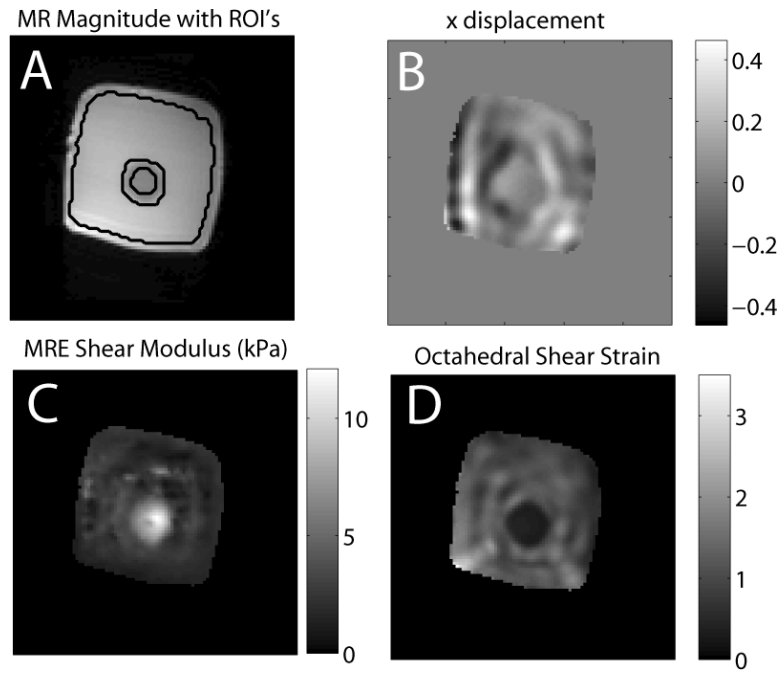 MR Magnitude with ROI's
x displacement
A
B
0.4
0.2
0
−0.2
−0.4
MRE Shear Modulus (kPa)
Octahedral Shear Strain
C
10
5
0
D
3
2
1
0